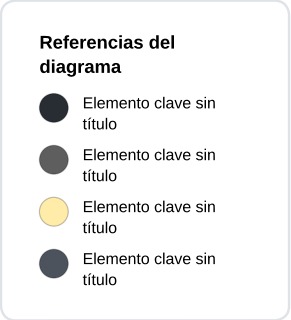 Referencias del
diagrama
Elemento clave sin
título
Elemento clave sin
título
Elemento clave sin
título
Elemento clave sin
título